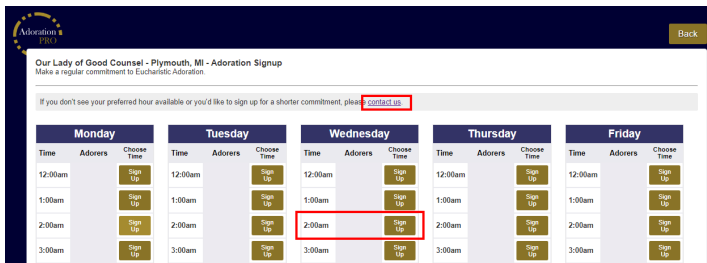 Adoration
PRO
Back
Our Lady of Good Counsel - Plymouth, MI - Adoration Signup
Make a regular commitment to Eucharistic Adoration.
If you don't see your preferred hour available or you'd like to sign up for a shorter commitment, please contact us.
Monday Tuesday Wednesday Thursday Friday
Time Adorers Choose Time Time Adorers Choose Time Time Adorers Choose Time Time Adorers Choose Time Time Adorers Choose Time
12:00am Sign Up 12:00am Sign Up 12:00am Sign Up 12:00am Sign Up 12:00am Sign Up
1:00am Sign Up 1:00am Sign Up 1:00am Sign Up 1:00am Sign Up 1:00am Sign Up
2:00am Sign Up 2:00am Sign Up 2:00am Sign Up 2:00am Sign Up 2:00am Sign Up
3:00am Sign Up 3:00am Sign Up 3:00am Sign Up 3:00am Sign Up 3:00am Sign Up